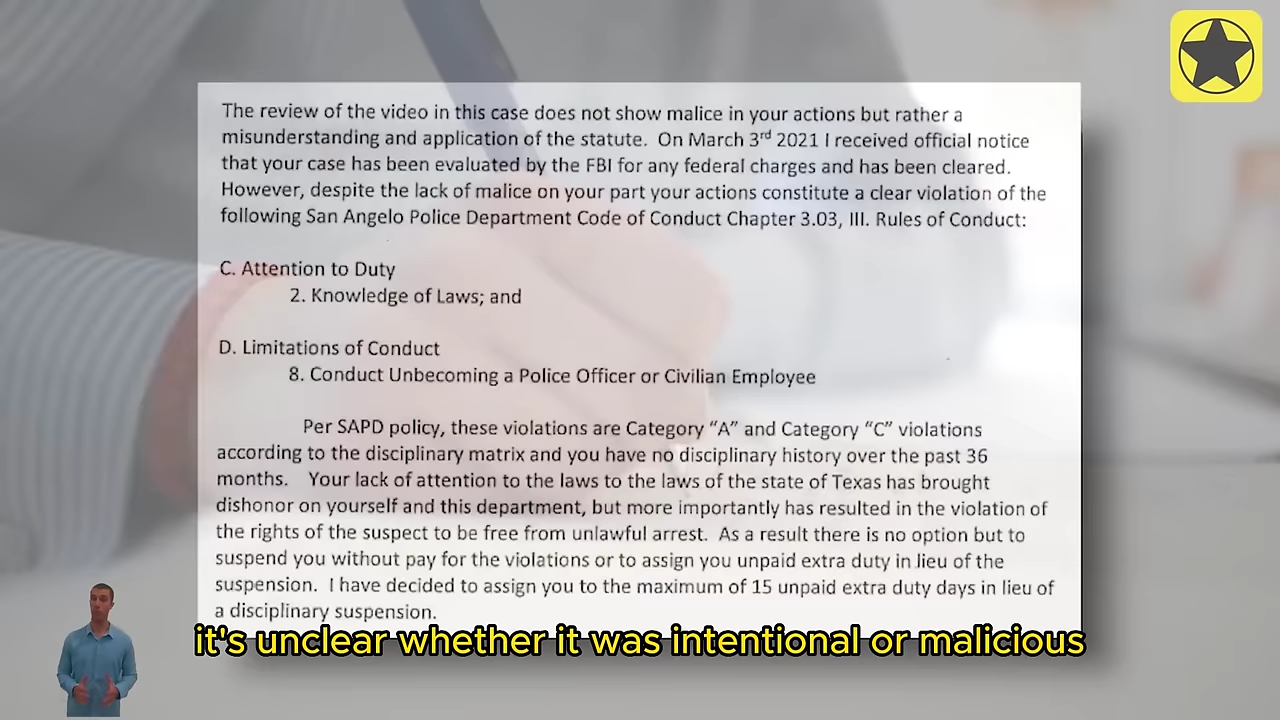 The review of the video in this case does not show malice in your actions but rather a
misunderstanding and application of the statute. On March 3rd 2021 I received official notice
that your case has been evaluated by the FBI for any federal charges and has been cleared.
However, despite the lack of malice on your part your actions constitute a clear violation of the
following San Angelo Police Department Code of Conduct Chapter 3.03, III. Rules of Conduct:
C. Attention to Duty
2. Knowledge of Laws; and
D. Limitations of Conduct
8. Conduct Unbecoming a Police Officer or Civilian Employee
Per SAPD policy, these violations are Category “A” and Category “C” violations
according to the disciplinary matrix and you have no disciplinary history over the past 36
months. Your lack of attention to the laws to the laws of the state of Texas has brought
dishonor on yourself and this department, but more importantly has resulted in the violation of
the rights of the suspect to be free from unlawful arrest. As a result there is no option but to
suspend you without pay for the violations or to assign you unpaid extra duty in lieu of the
suspension. I have decided to assign you to the maximum of 15 unpaid extra duty days in lieu of
a disciplinary suspension.
it's unclear whether it was intentional or malicious